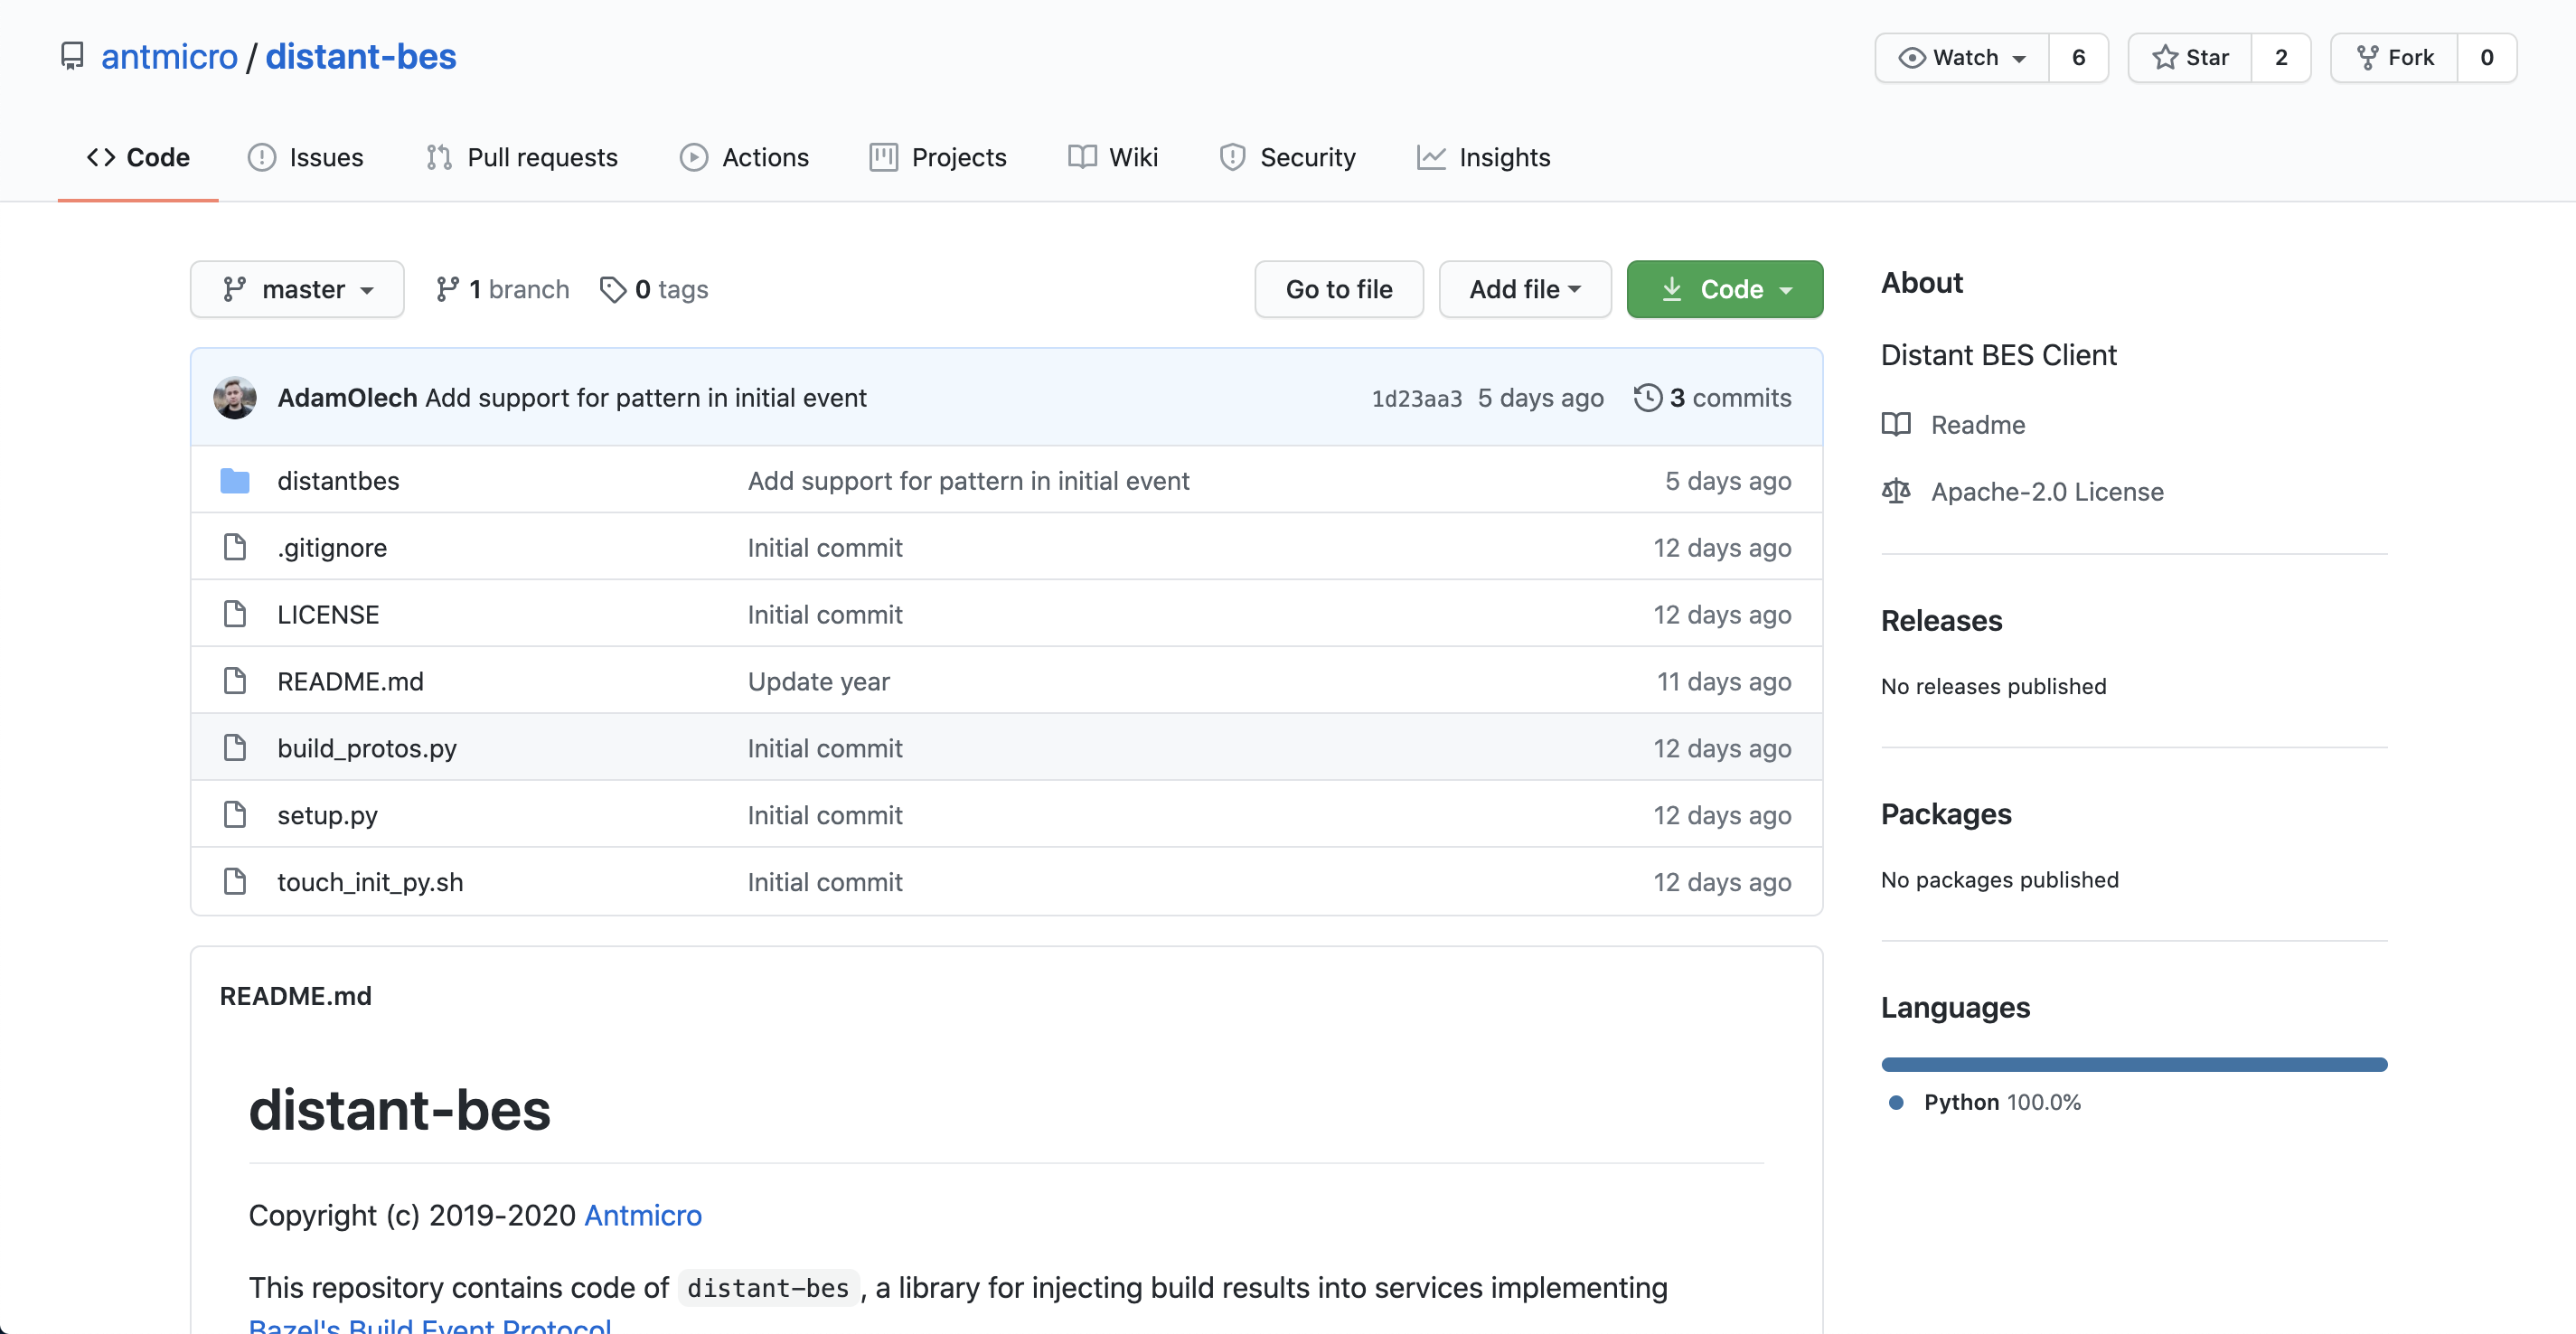 antmicro / distant-bes
Watch 6 Star 2 Fork 0
Code Issues Pull requests Actions Projects Wiki Security Insights
master 1 branch 0 tags Go to file Add file Code
AdamOlech Add support for pattern in initial event 1d23aa3 5 days ago 3 commits
distantbes Add support for pattern in initial event 5 days ago
.gitignore Initial commit 12 days ago
LICENSE Initial commit 12 days ago
README.md Update year 11 days ago
build_protos.py Initial commit 12 days ago
setup.py Initial commit 12 days ago
touch_init_py.sh Initial commit 12 days ago
README.md
distant-bes
Copyright (c) 2019-2020 Antmicro
This repository contains code of distant-bes, a library for injecting build results into services implementing
Bazel's Build Event Protocol
About
Distant BES Client
Readme
Apache-2.0 License
Releases
No releases published
Packages
No packages published
Languages
Python 100.0%